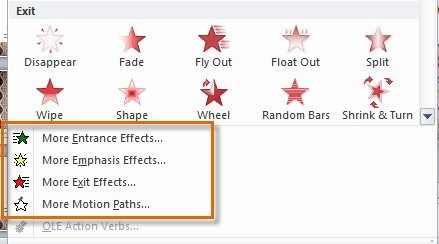 Exit
Disappear Fade Fly Out Float Out Split
Wipe Shape Wheel Random Bars Shrink & Turn
More Entrance Effects...
More Emphasis Effects...
More Exit Effects...
More Motion Paths...
OLE Action Verbs...